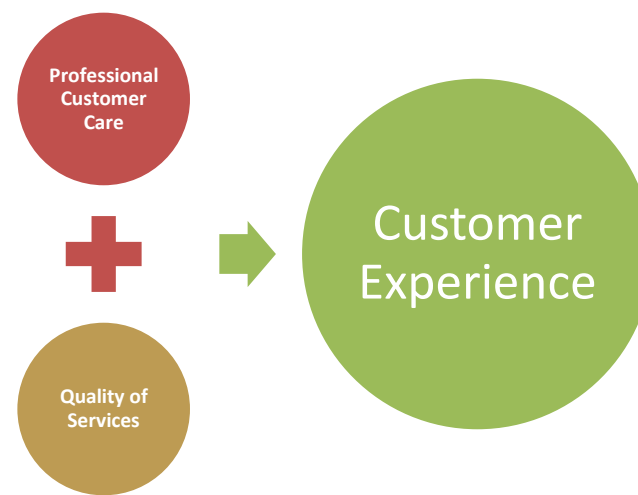 Professional
Customer
Care
Quality of
Services
Customer
Experience